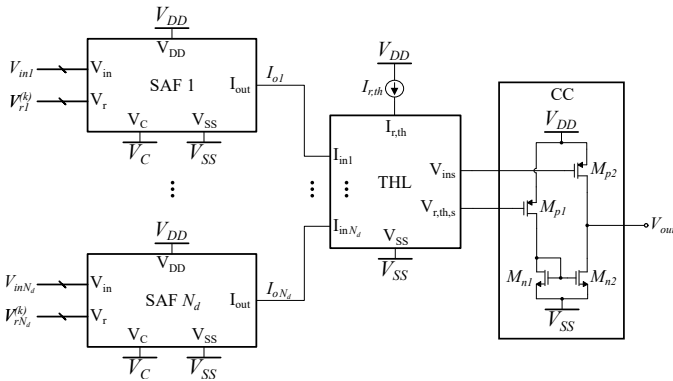 V_DD
V_DD
V_in1
V_in
SAF 1
I_out
I_o1
V_r1^(k)
V_r
V_C
V_SS
V_C
V_SS
V_DD
I_r,th
I_r,th
I_in1
THL
V_ins
V_r,th,s
I_inN_d
V_SS
V_SS
CC
V_DD
M_p2
M_p1
V_out
M_n1
M_n2
V_SS
V_DD
V_DD
V_inN_d
V_in
SAF N_d
I_out
I_oN_d
V_rN_d^(k)
V_r
V_C
V_SS
V_C
V_SS